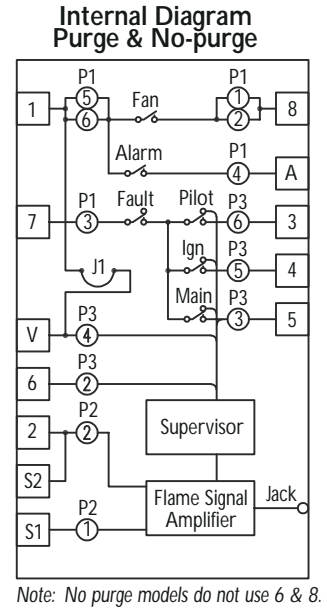 Internal Diagram
Purge & No-purge
P1 P1
1 5 Fan 1 8
6 2
Alarm P1
4 A
P1 Fault Pilot P3
7 3 6 3
Ign P3
5 4
J1 Main P3
3 5
P3
V 4
P3
6 2
P2
2 2 Supervisor
S2
P2 Flame Signal Jack
S1 1 Amplifier
Note: No purge models do not use 6 & 8.